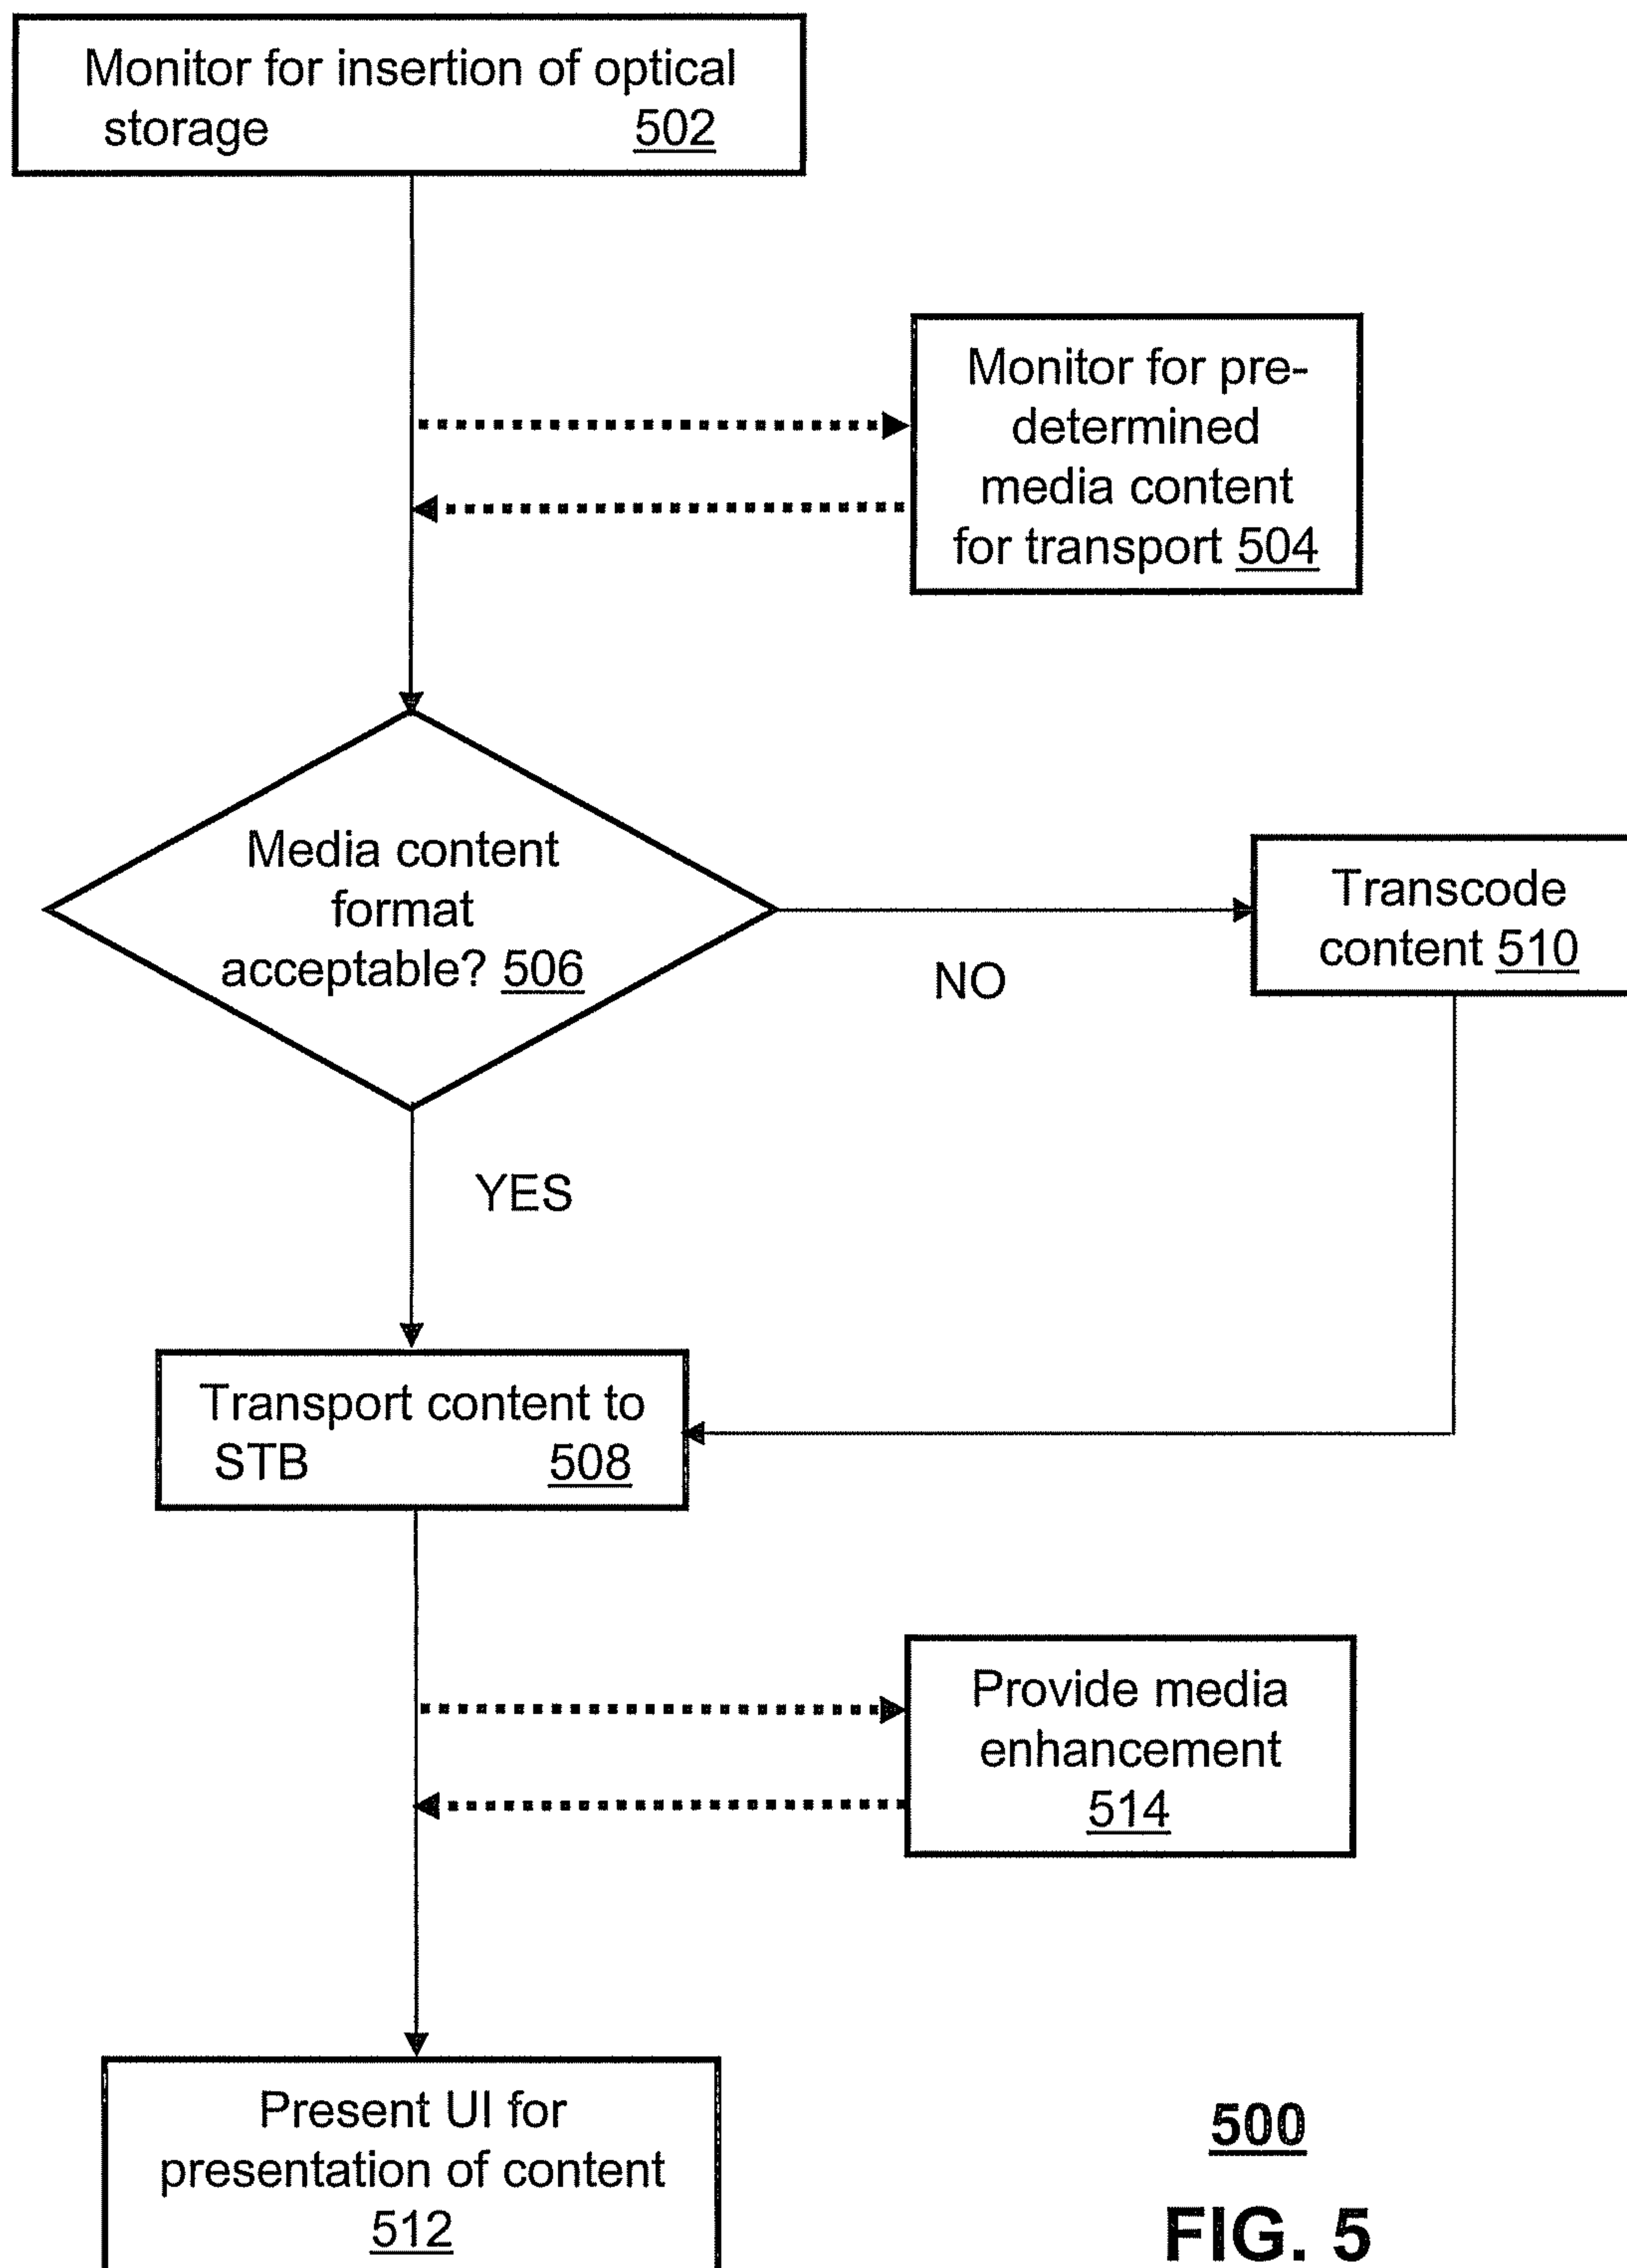 Monitor for insertion of optical
storage 502
Monitor for pre-
determined
media content
for transport 504
Media content
format
acceptable? 506
NO
Transcode
content 510
YES
Transport content to
STB 508
Provide media
enhancement
514
Present UI for
presentation of content
512
500
FIG. 5